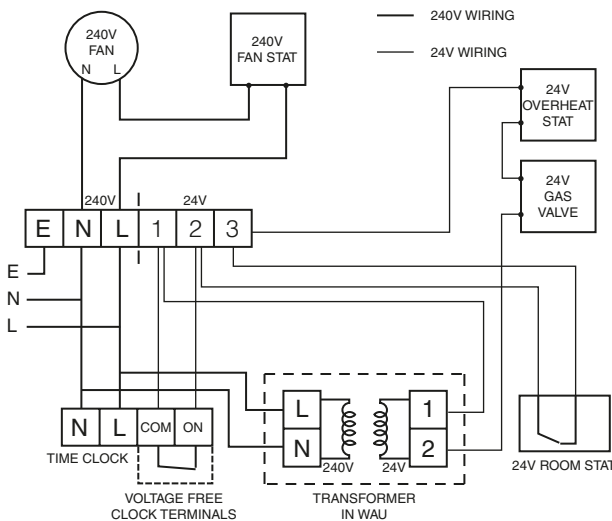 240V
FAN
N L
240V
FAN STAT
240V WIRING
24V WIRING
24V
OVERHEAT
STAT
24V
GAS
VALVE
240V 24V
E N L 1 2 3
E
N
L
N L COM ON
TIME CLOCK
VOLTAGE FREE
CLOCK TERMINALS
L 1
N 2
240V 24V
TRANSFORMER
IN WAU
24V ROOM STAT